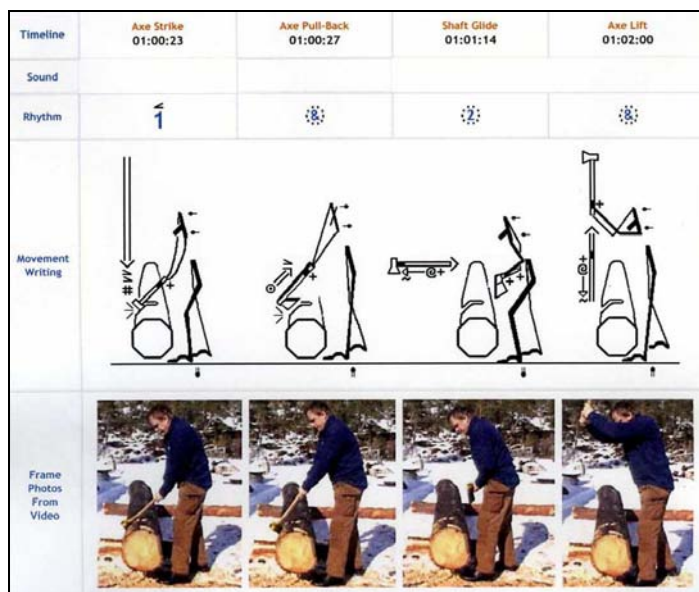 Timeline
Axe Strike
01:00:23
Axe Pull-Back
01:00:27
Shaft Glide
01:01:14
Axe Lift
01:02:00
Sound
Rhythm
1
&
2
&
Movement
Writing
Frame
Photos
From
Video